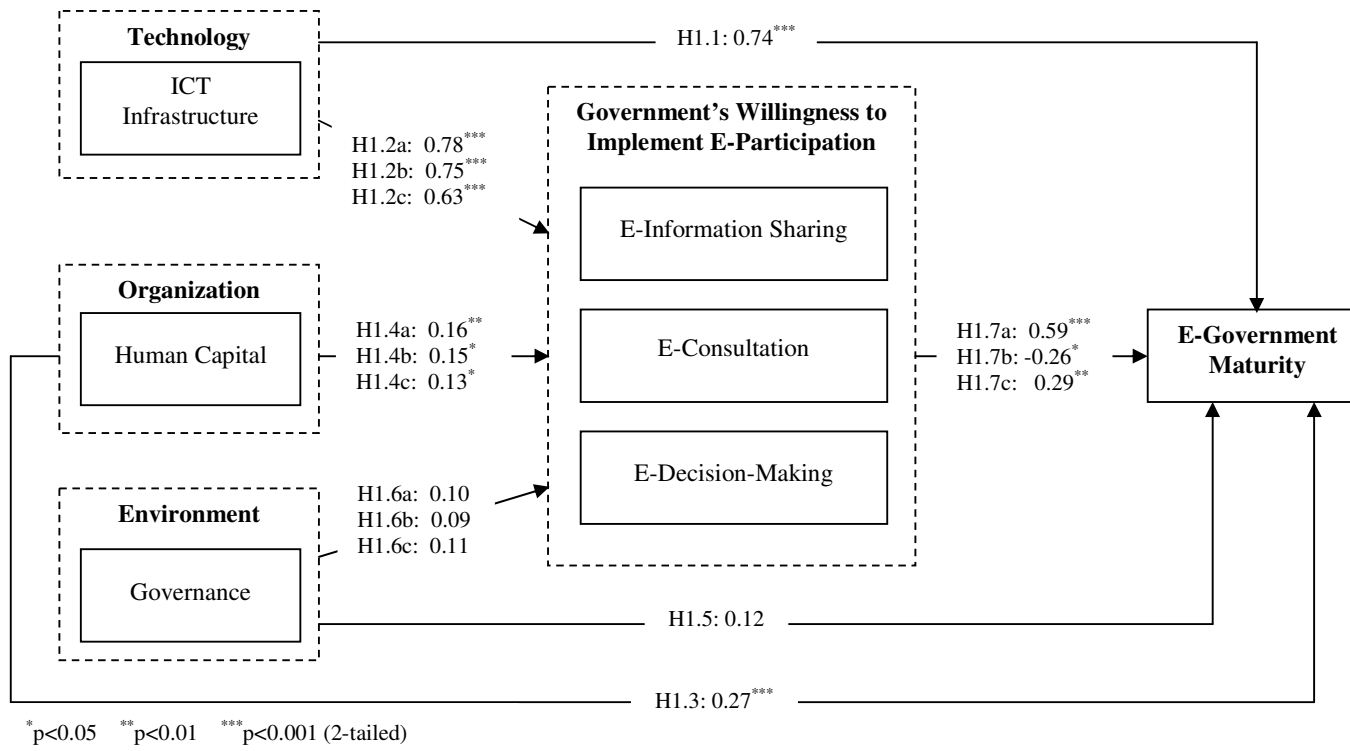 Technology
ICT
Infrastructure
H1.1: 0.74***
Government's Willingness to
Implement E-Participation
H1.2a: 0.78***
H1.2b: 0.75***
H1.2c: 0.63***
E-Information Sharing
Organization
Human Capital
H1.4a: 0.16**
H1.4b: 0.15*
H1.4c: 0.13*
E-Consultation
H1.7a: 0.59***
H1.7b: -0.26*
H1.7c: 0.29**
E-Government
Maturity
E-Decision-Making
Environment
Governance
H1.6a: 0.10
H1.6b: 0.09
H1.6c: 0.11
H1.5: 0.12
H1.3: 0.27***
*p<0.05 **p<0.01 ***p<0.001 (2-tailed)